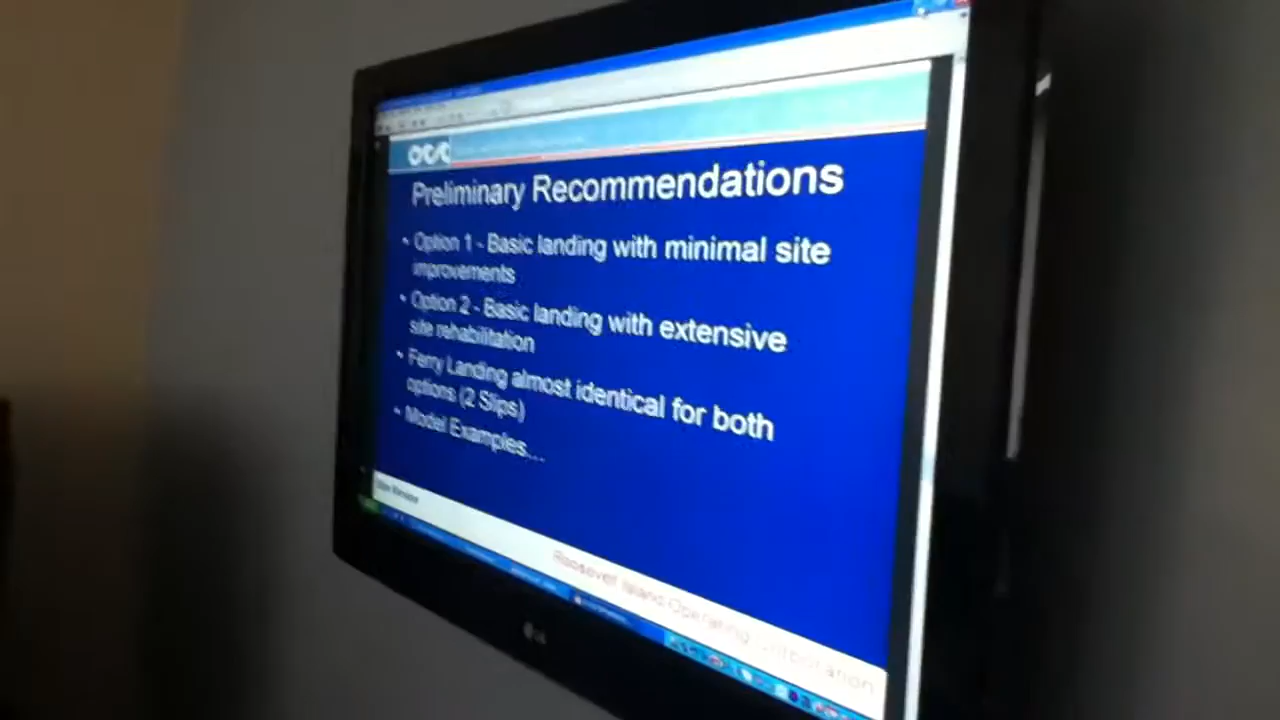 Preliminary Recommendations
- Option 1 - Basic landing with minimal site
improvements
- Option 2 - Basic landing with extensive
site rehabilitation
- Ferry Landing almost identical for both
options (2 Slips)
- Model Examples...
Roosevelt Island Operating Corporation
LG